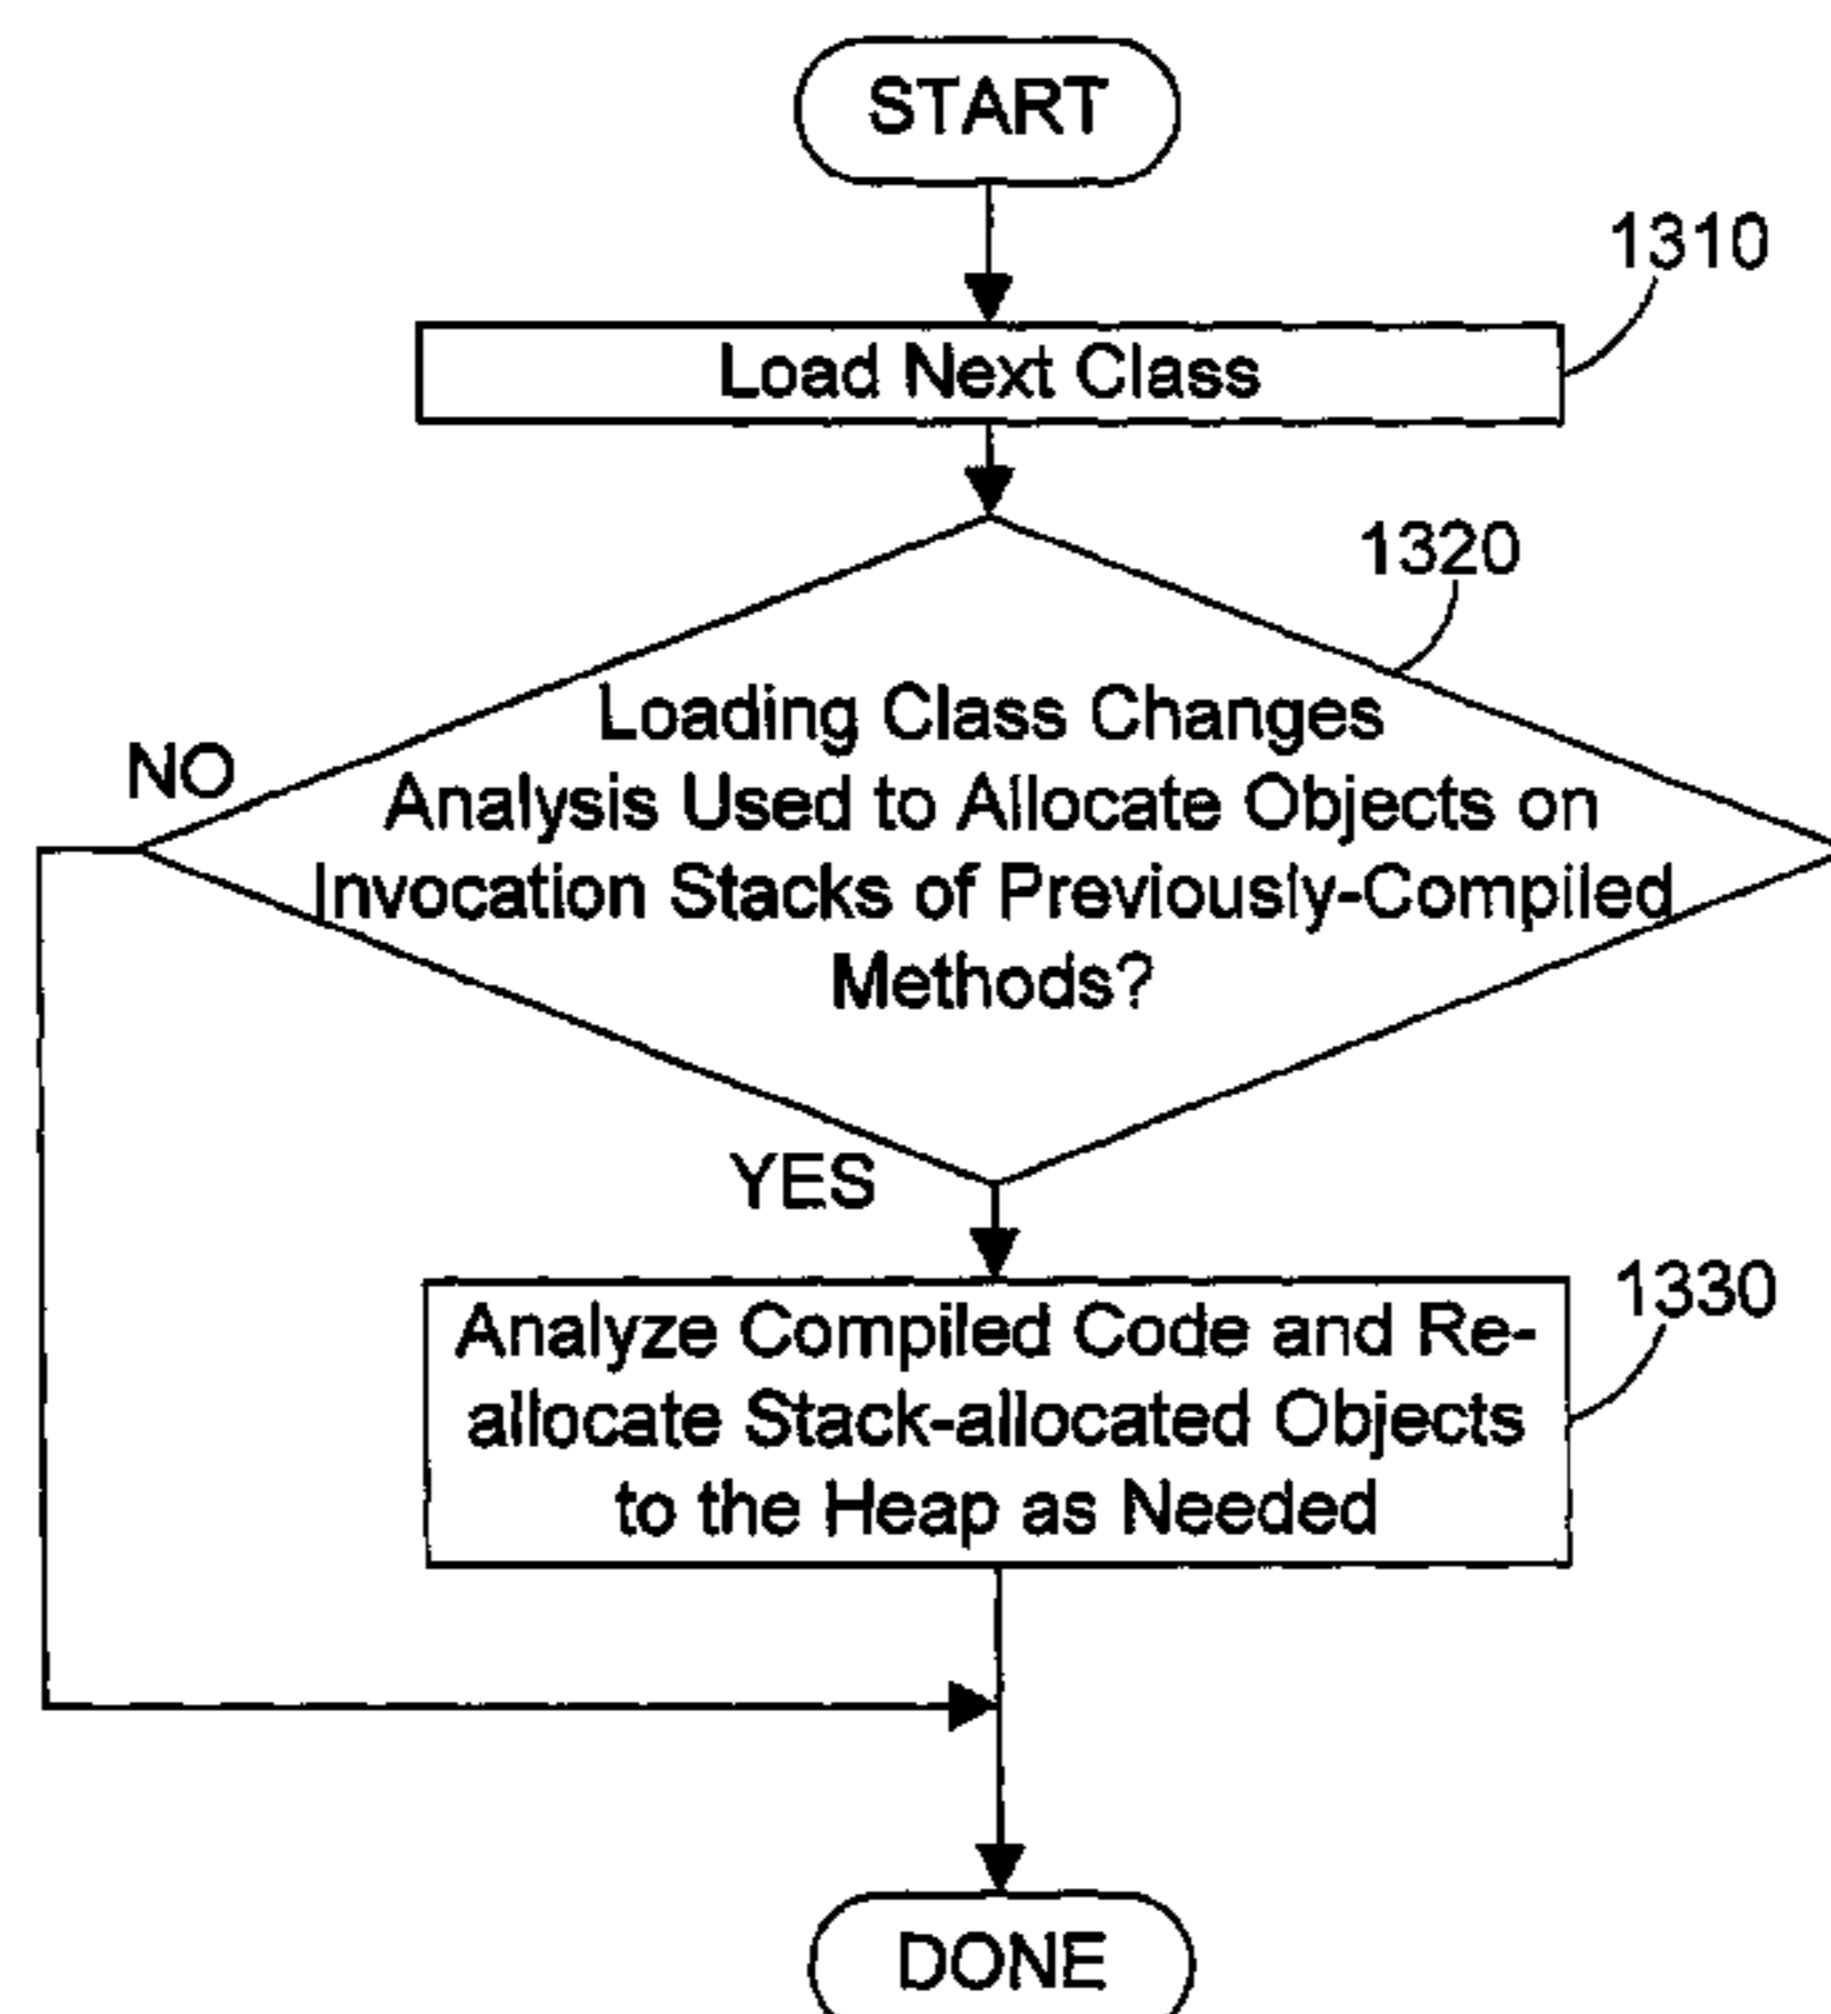 START
1310
Load Next Class
1320
Loading Class Changes
Analysis Used to Allocate Objects on
Invocation Stacks of Previously-Compiled
Methods?
NO
YES
1330
Analyze Compiled Code and Re-
allocate Stack-allocated Objects
to the Heap as Needed
DONE